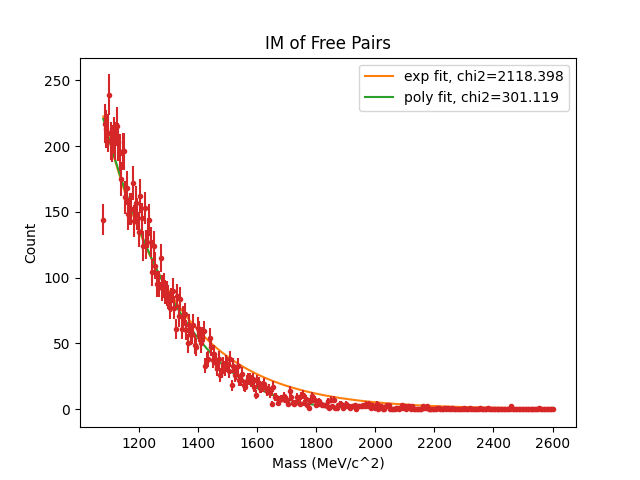 IM of Free Pairs
exp fit, chi2=2118.398
poly fit, chi2=301.119
250
200
150
100
50
0
Count
1200 1400 1600 1800 2000 2200 2400 2600
Mass (MeV/c^2)